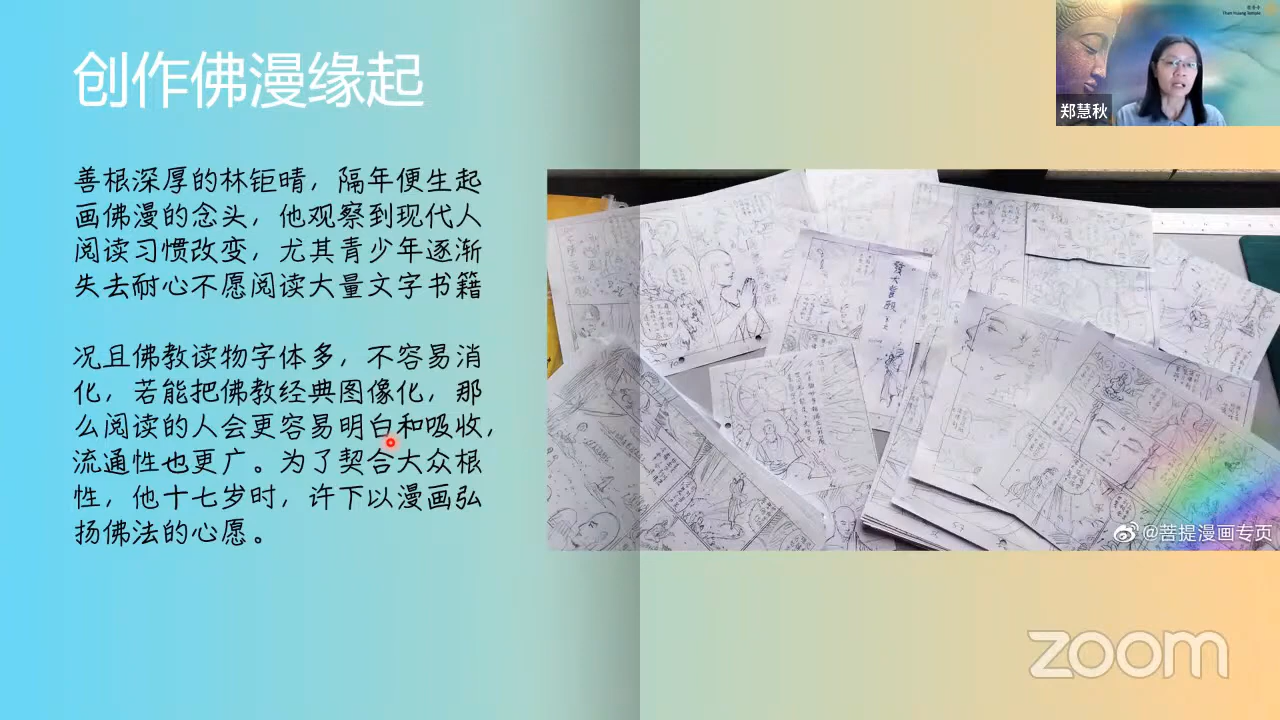 创作佛漫缘起
善根深厚的林钜晴，隔年便生起
画佛漫的念头，他观察到现代人
阅读习惯改变，尤其青少年逐渐
失去耐心不愿阅读大量文字书籍
况且佛教读物字体多，不容易消
化，若能把佛教经典图像化，那
么阅读的人会更容易明白和吸收，
流通性也更广。为了契合大众根
性，他十七岁时，许下以漫画弘
扬佛法的心愿。
郑慧秋
@菩提漫画专页
zoom